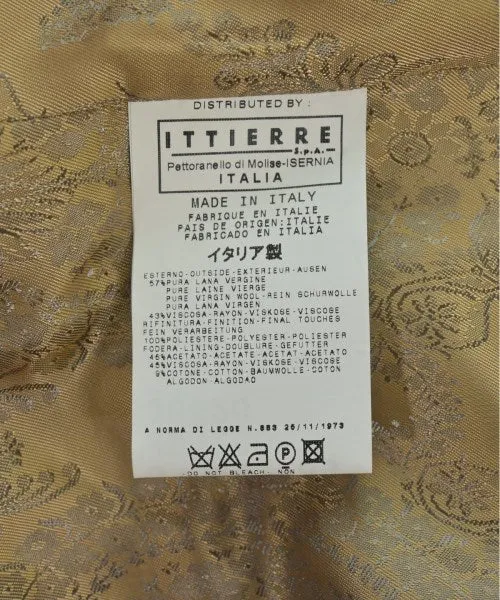 DISTRIBUTED BY :
ITTIERRE
S.p.A.
Pettoranello di Molise-ISERNIA
ITALIA
MADE IN ITALY
FABRIQUE EN ITALIE
PAIS DE ORIGEN:ITALIE
FABRICADO EN ITALIA
イタリア製
ESTERNO-OUTSIDE-EXTERIEUR-AUSEN
57%PURA LANA VERGINE
PURE LAINE VIERGE
PURE VIRGIN WOOL-REIN SCHURWOLLE
PURA LANA VIRGEN
43%VISCOSA-RAYON-VISKOSE-VISCOSE
RIFINITURA-FINITION-FINAL TOUCHES
FEIN VERARBEITUNG
100%POLIESTERE-POLYESTER-POLIESTER
FODERA-LINING-DOUBLURE-GEFUTTER
46%ACETATO-ACETATE-ACETAT-ACETATO
45%VISCOSA-RAYON-VISKOSE-VISCOSE
9%COTONE-COTTON-BAUMWOLLE-COTON
ALGODON-ALGODAO
A NORMA DI LEGGE N.883 26/11/1973
DO NOT BLEACH. NON